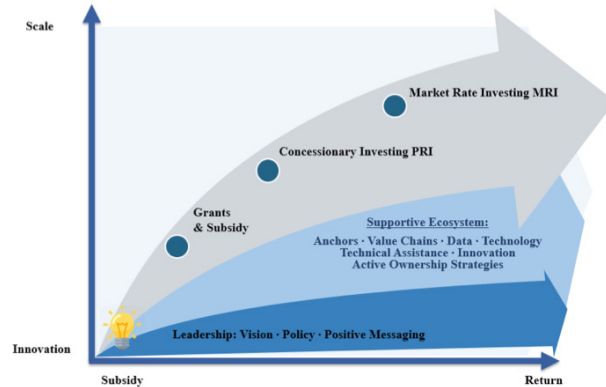 Scale
Market Rate Investing MRI
Concessionary Investing PRI
Grants
& Subsidy
Supportive Ecosystem:
Anchors · Value Chains · Data · Technology
Technical Assistance · Innovation
Active Ownership Strategies
Leadership: Vision · Policy · Positive Messaging
Innovation
Subsidy
Return